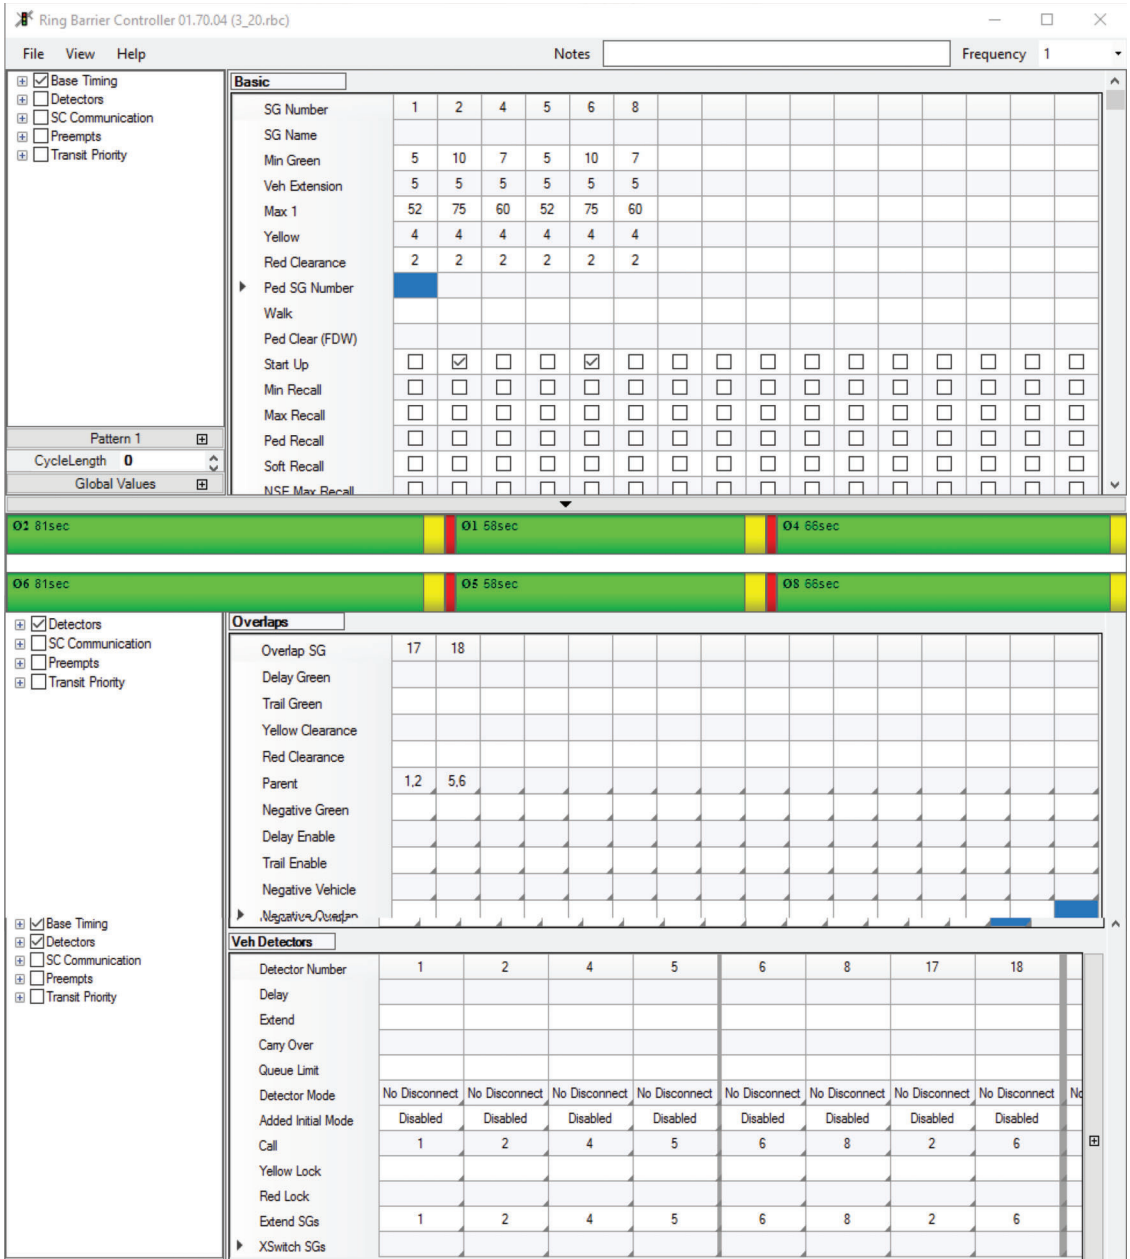 Ring Barrier Controller 01.70.04 (3_20.rbc)
File View Help Notes Frequency 1
Base Timing
Detectors
SC Communication
Preempts
Transit Priority
Pattern 1
CycleLength 0
Global Values
Basic
SG Number 1 2 4 5 6 8
SG Name
Min Green 5 10 7 5 10 7
Veh Extension 5 5 5 5 5 5
Max 1 52 75 60 52 75 60
Yellow 4 4 4 4 4 4
Red Clearance 2 2 2 2 2 2
Ped SG Number
Walk
Ped Clear (FDW)
Start Up
Min Recall
Max Recall
Ped Recall
Soft Recall
NSE Max Recall
Ø2 81sec Ø1 58sec Ø4 66sec
Ø6 81sec Ø5 58sec Ø8 66sec
Detectors
SC Communication
Preempts
Transit Priority
Overlaps
Overlap SG 17 18
Delay Green
Trail Green
Yellow Clearance
Red Clearance
Parent 1,2 5,6
Negative Green
Delay Enable
Trail Enable
Negative Vehicle
Negative Overlap
Base Timing
Detectors
SC Communication
Preempts
Transit Priority
Veh Detectors
Detector Number 1 2 4 5 6 8 17 18
Delay
Extend
Carry Over
Queue Limit
Detector Mode No Disconnect No Disconnect No Disconnect No Disconnect No Disconnect No Disconnect No Disconnect No Disconnect No
Added Initial Mode Disabled Disabled Disabled Disabled Disabled Disabled Disabled Disabled
Call 1 2 4 5 6 8 2 6
Yellow Lock
Red Lock
Extend SGs 1 2 4 5 6 8 2 6
XSwitch SGs